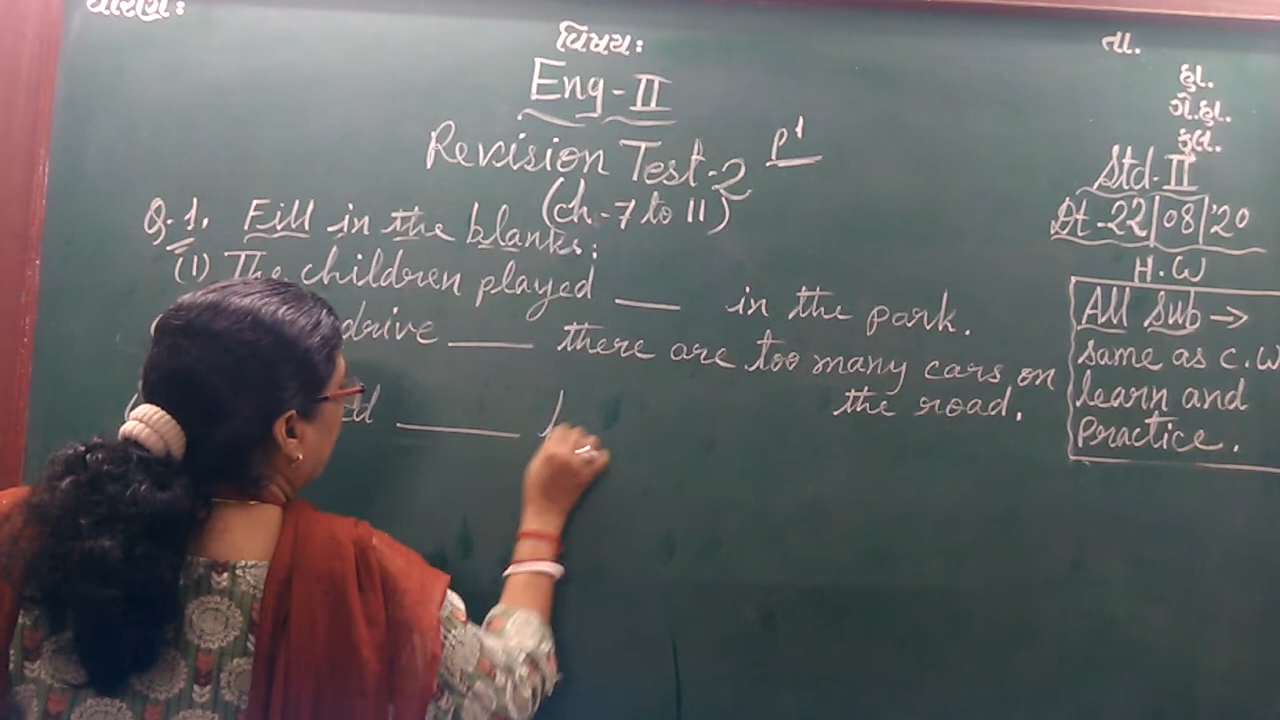 ધોરણ:
વિષય:
તા.
હા.
ગે.હા.
કુલ.
Eng-II
Revision Test-2 P1
(ch-7 to 11)
Std-II
Dt-22|08|'20
Q-1. Fill in the blanks:
(1) The children played ___ in the park.
drive ___ there are too many cars on
the road.
___
H.W
All Sub →
same as C.W
learn and
Practice.